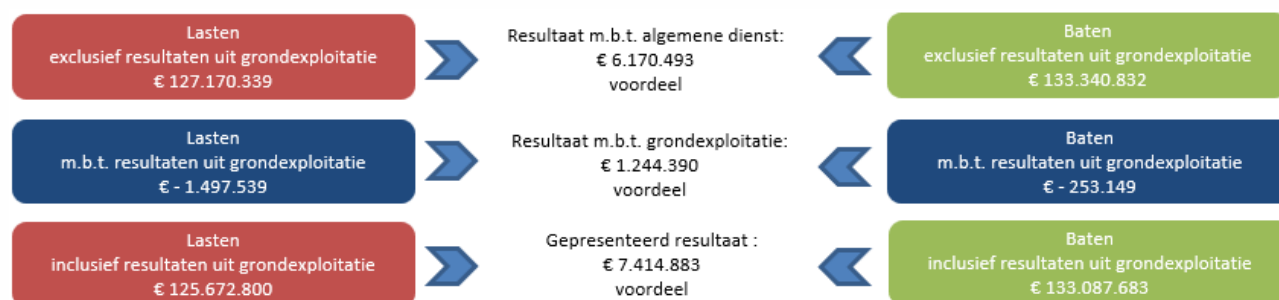 Lasten
exclusief resultaten uit grondexploitatie
€ 127.170.339
Resultaat m.b.t. algemene dienst:
€ 6.170.493
voordeel
Baten
exclusief resultaten uit grondexploitatie
€ 133.340.832
Lasten
m.b.t. resultaten uit grondexploitatie
€ - 1.497.539
Resultaat m.b.t. grondexploitatie:
€ 1.244.390
voordeel
Baten
m.b.t. resultaten uit grondexploitatie
€ - 253.149
Lasten
inclusief resultaten uit grondexploitatie
€ 125.672.800
Gepresenteerd resultaat :
€ 7.414.883
voordeel
Baten
inclusief resultaten uit grondexploitatie
€ 133.087.683